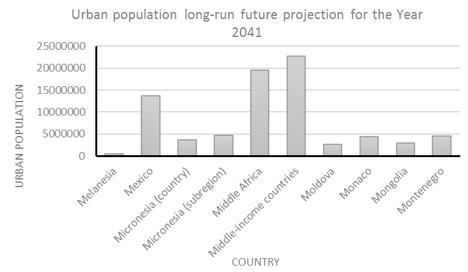 Urban population long-run future projection for the Year
2041
25000000
20000000
15000000
10000000
5000000
0
URBAN POPULATION
Melanesia
Mexico
Micronesia (country)
Micronesia (subregion)
Middle Africa
Middle-income countries
Moldova
Monaco
Mongolia
Montenegro
COUNTRY